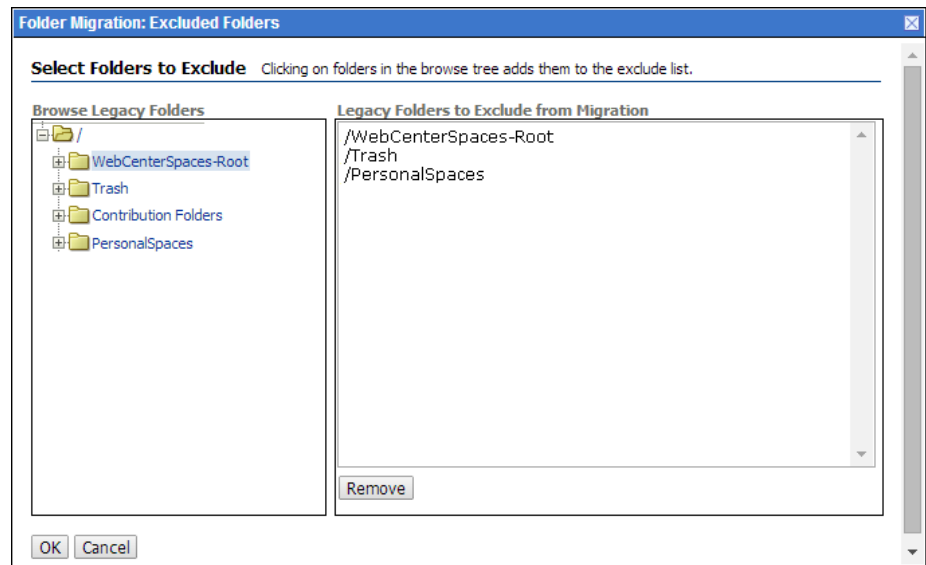 Folder Migration: Excluded Folders
Select Folders to Exclude Clicking on folders in the browse tree adds them to the exclude list.
Browse Legacy Folders
/
WebCenterSpaces-Root
Trash
Contribution Folders
PersonalSpaces
Legacy Folders to Exclude from Migration
/WebCenterSpaces-Root
/Trash
/PersonalSpaces
Remove
OK Cancel